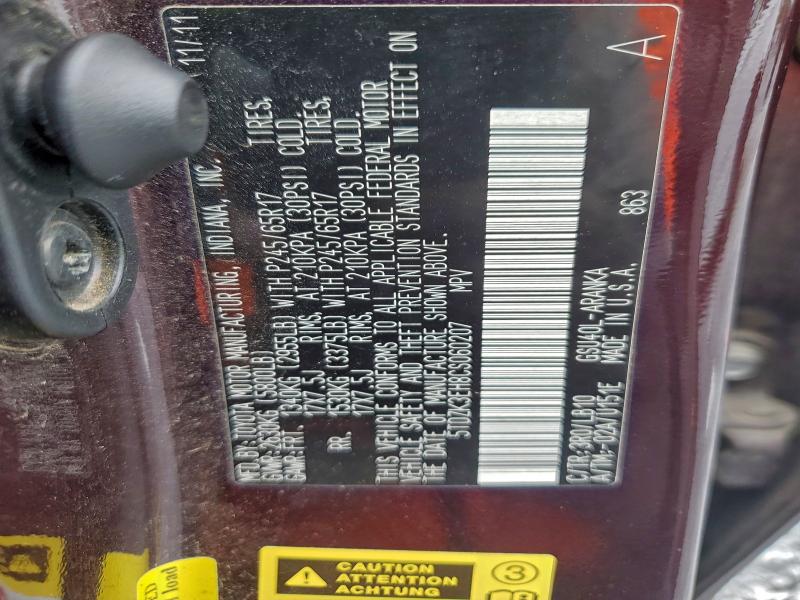 MFD BY: TOYOTA MOTOR MANUFACTURING, INDIANA, INC. 11/11
GVWR: 2630KG (5800LB)
GAWR: FRT. 1340KG (2955LB) WITH P245/65R17 TIRES,
17X7.5J RIMS, AT 210KPA (30PSI) COLD.
RR. 1530KG (3375LB) WITH P245/65R17 TIRES,
17X7.5J RIMS, AT 210KPA (30PSI) COLD.
THIS VEHICLE CONFORMS TO ALL APPLICABLE FEDERAL MOTOR
VEHICLE SAFETY AND THEFT PREVENTION STANDARDS IN EFFECT ON
THE DATE OF MANUFACTURE SHOWN ABOVE.
5TDZK3EH8CS060207 MPV
C/TR:3R0/LB10 GSU40L-ARANKA 863
A/TM:-02A/U151E MADE IN U.S.A.
A
CAUTION
ATTENTION
ACHTUNG
3
load